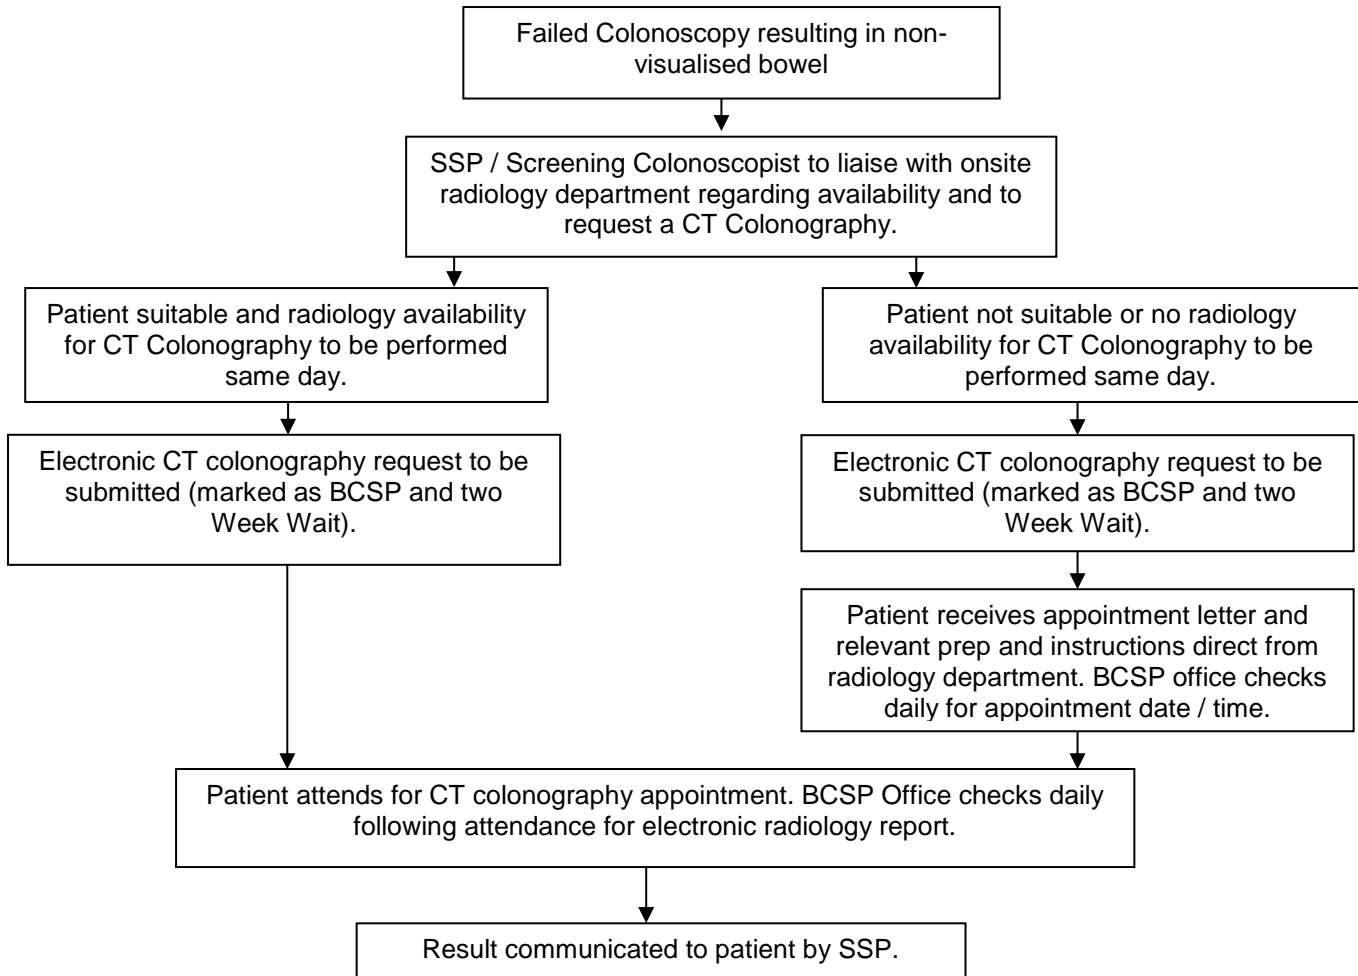 Failed Colonoscopy resulting in non-
visualised bowel
SSP / Screening Colonoscopist to liaise with onsite
radiology department regarding availability and to
request a CT Colonography.
Patient suitable and radiology availability
for CT Colonography to be performed
same day.
Patient not suitable or no radiology
availability for CT Colonography to be
performed same day.
Electronic CT colonography request to be
submitted (marked as BCSP and two
Week Wait).
Electronic CT colonography request to be
submitted (marked as BCSP and two
Week Wait).
Patient receives appointment letter and
relevant prep and instructions direct from
radiology department. BCSP office checks
daily for appointment date / time.
Patient attends for CT colonography appointment. BCSP Office checks daily
following attendance for electronic radiology report.
Result communicated to patient by SSP.